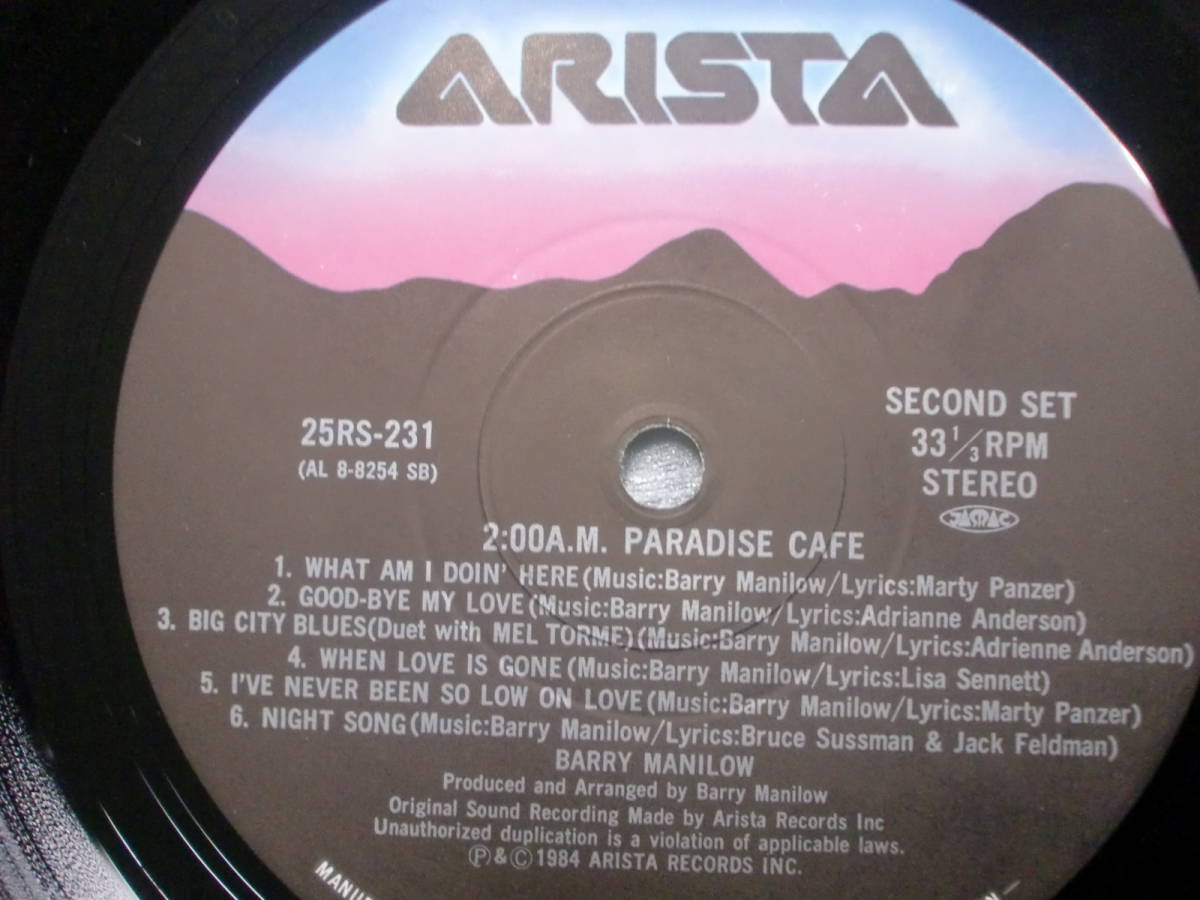 ARISTA
25RS-231
(AL 8-8254 SB)
SECOND SET
33 1/3 RPM
STEREO
JASRAC
2:00A.M. PARADISE CAFE
1. WHAT AM I DOIN' HERE(Music:Barry Manilow/Lyrics:Marty Panzer)
2. GOOD-BYE MY LOVE(Music:Barry Manilow/Lyrics:Adrianne Anderson)
3. BIG CITY BLUES(Duet with MEL TORME)(Music:Barry Manilow/Lyrics:Adrienne Anderson)
4. WHEN LOVE IS GONE(Music:Barry Manilow/Lyrics:Lisa Sennett)
5. I'VE NEVER BEEN SO LOW ON LOVE(Music:Barry Manilow/Lyrics:Marty Panzer)
6. NIGHT SONG(Music:Barry Manilow/Lyrics:Bruce Sussman & Jack Feldman)
BARRY MANILOW
Produced and Arranged by Barry Manilow
Original Sound Recording Made by Arista Records Inc
Unauthorized duplication is a violation of applicable laws.
Ⓟ&©1984 ARISTA RECORDS INC.